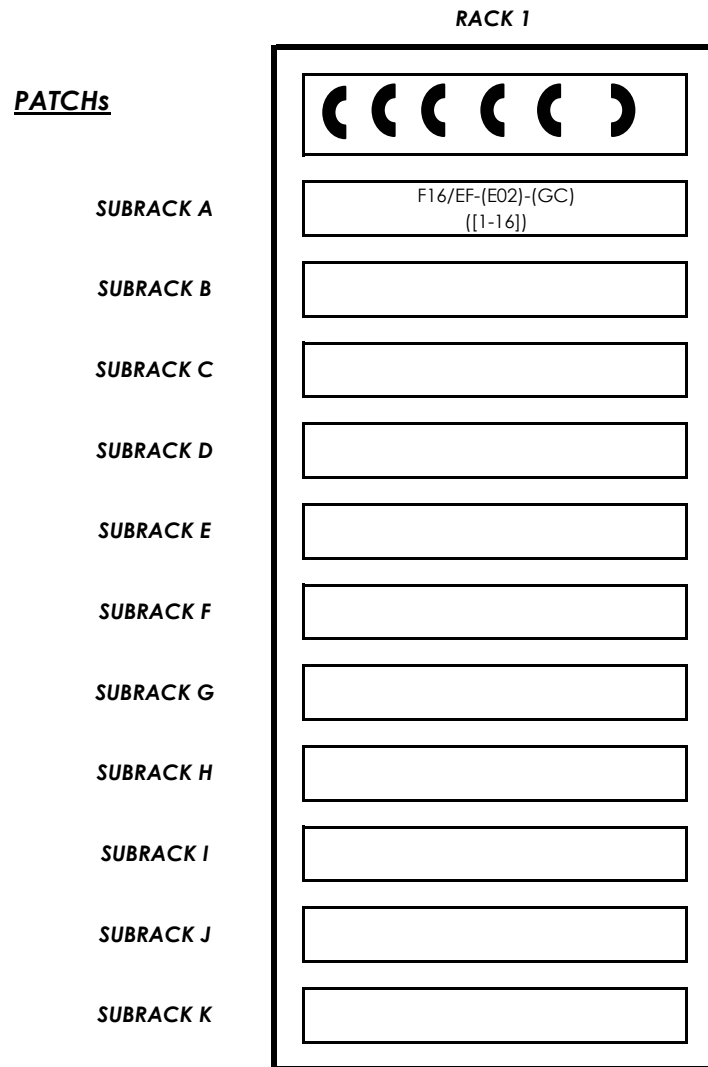 RACK 1
PATCHs
SUBRACK A
F16/EF-(E02)-(GC)
([1-16])
SUBRACK B
SUBRACK C
SUBRACK D
SUBRACK E
SUBRACK F
SUBRACK G
SUBRACK H
SUBRACK I
SUBRACK J
SUBRACK K